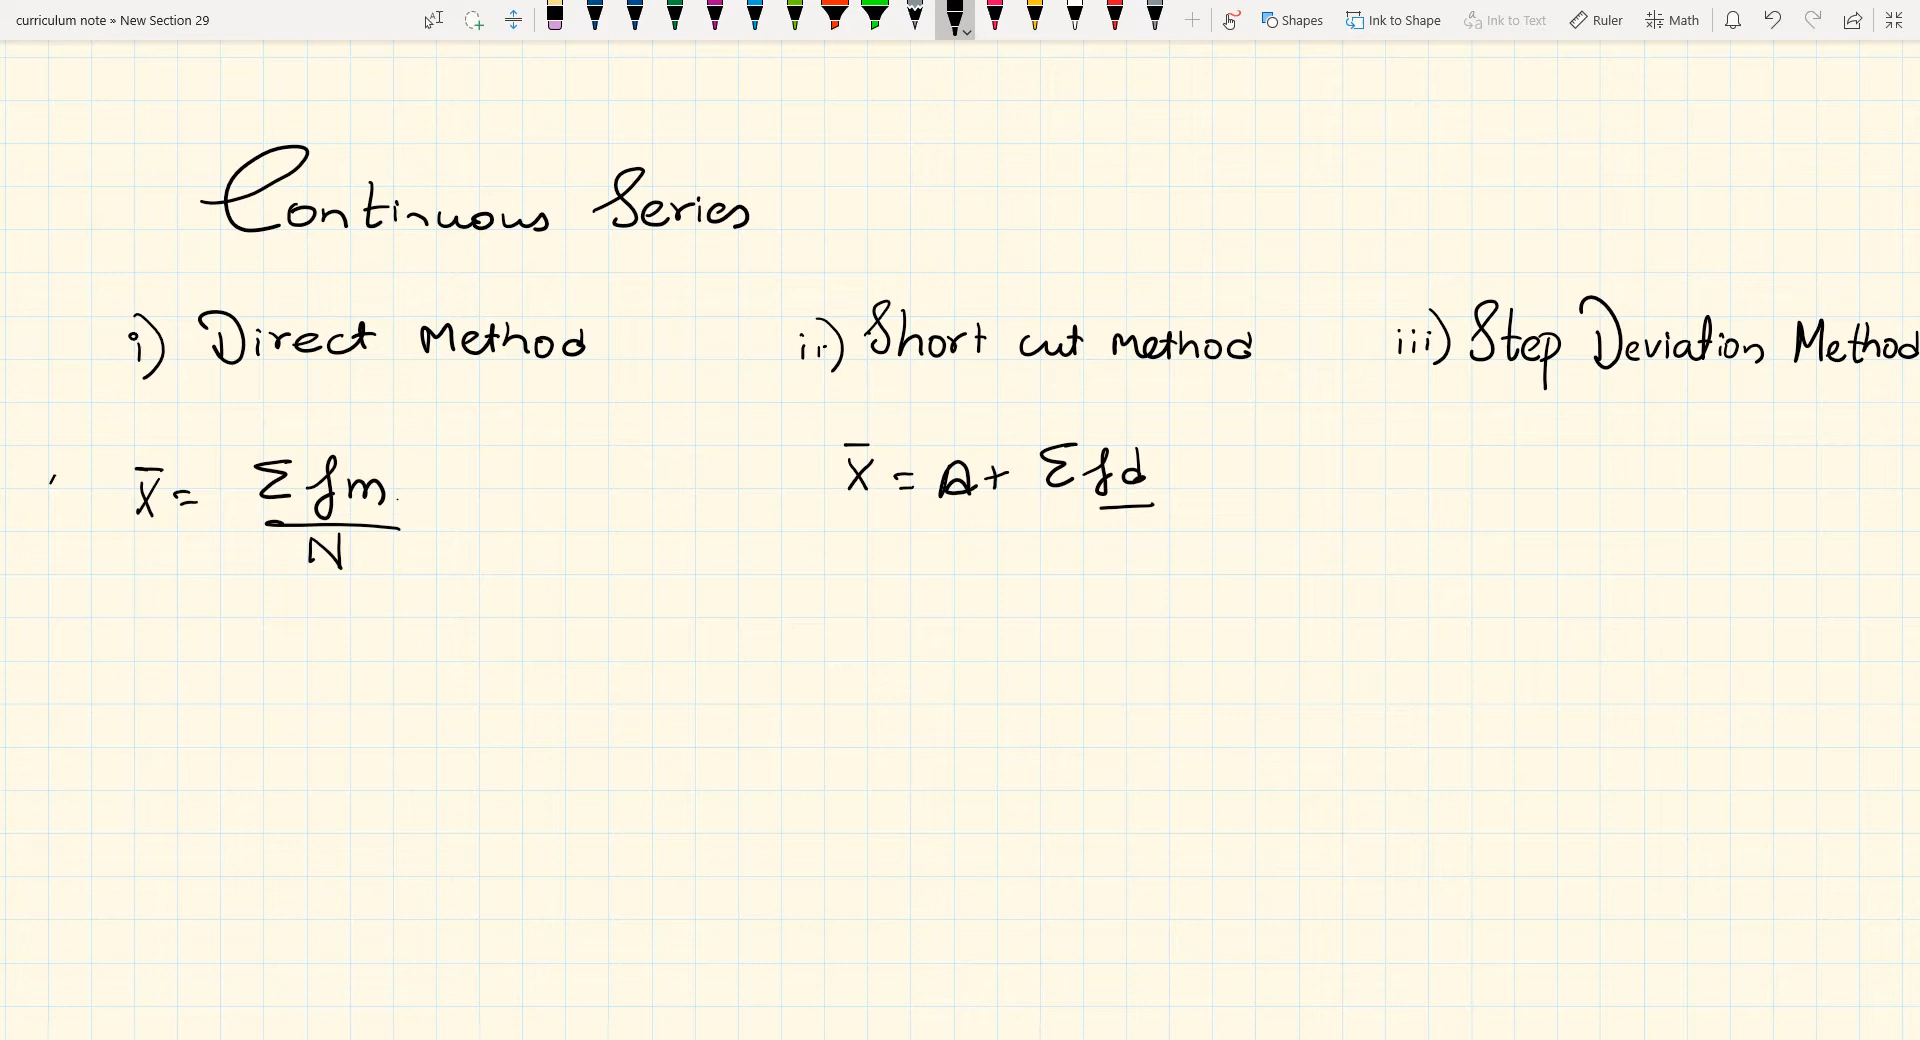 curriculum note » New Section 29
Shapes Ink to Shape Ink to Text Ruler Math
Continuous Series
i) Direct Method
ii) Short cut method
iii) Step Deviation Method
X̄ = Σfm
N
X̄ = A + Σfd